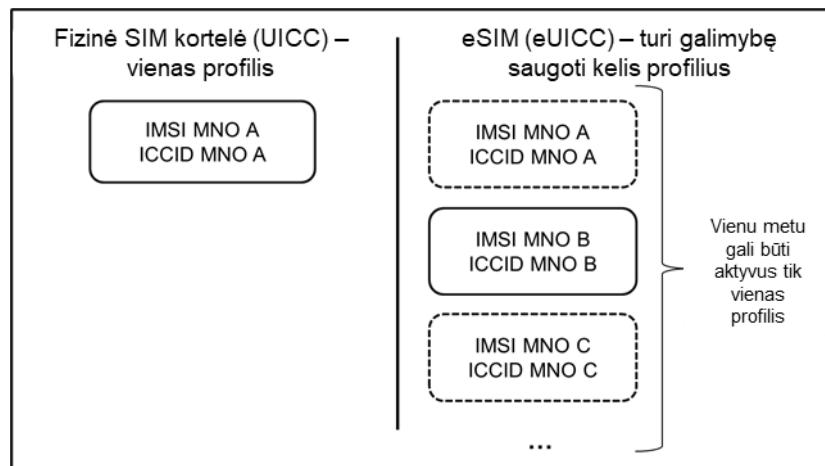 Fizinė SIM kortelė (UICC) –
vienas profilis
IMSI MNO A
ICCID MNO A
eSIM (eUICC) – turi galimybę
saugoti kelis profilius
IMSI MNO A
ICCID MNO A
IMSI MNO B
ICCID MNO B
IMSI MNO C
ICCID MNO C
...
Vienu metu
gali būti
aktyvus tik
vienas
profilis